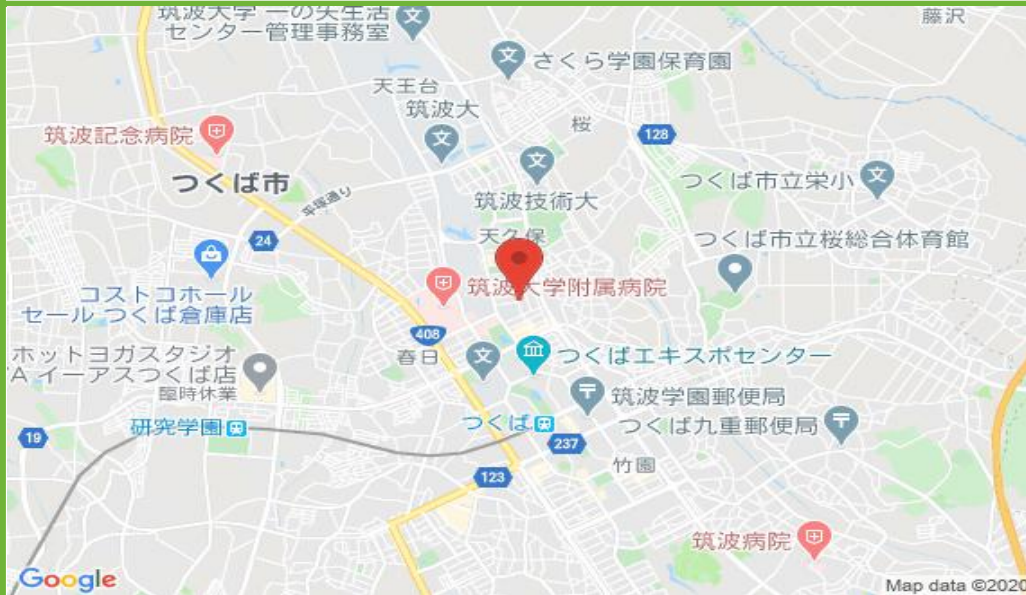 筑波大学 一の矢生活
センター管理事務室
藤沢
さくら学園保育園
天王台
筑波大
桜
128
筑波記念病院
つくば市
平塚通り
筑波技術大
つくば市立栄小
天久保
24
つくば市立桜総合体育館
コストコホール
セール つくば倉庫店
筑波大学附属病院
408
ホットヨガスタジオ
A イーアスつくば店
臨時休業
春日
つくばエキスポセンター
筑波学園郵便局
研究学園
つくば
つくば九重郵便局
19
237
竹園
123
筑波病院
Google
Map data ©2020